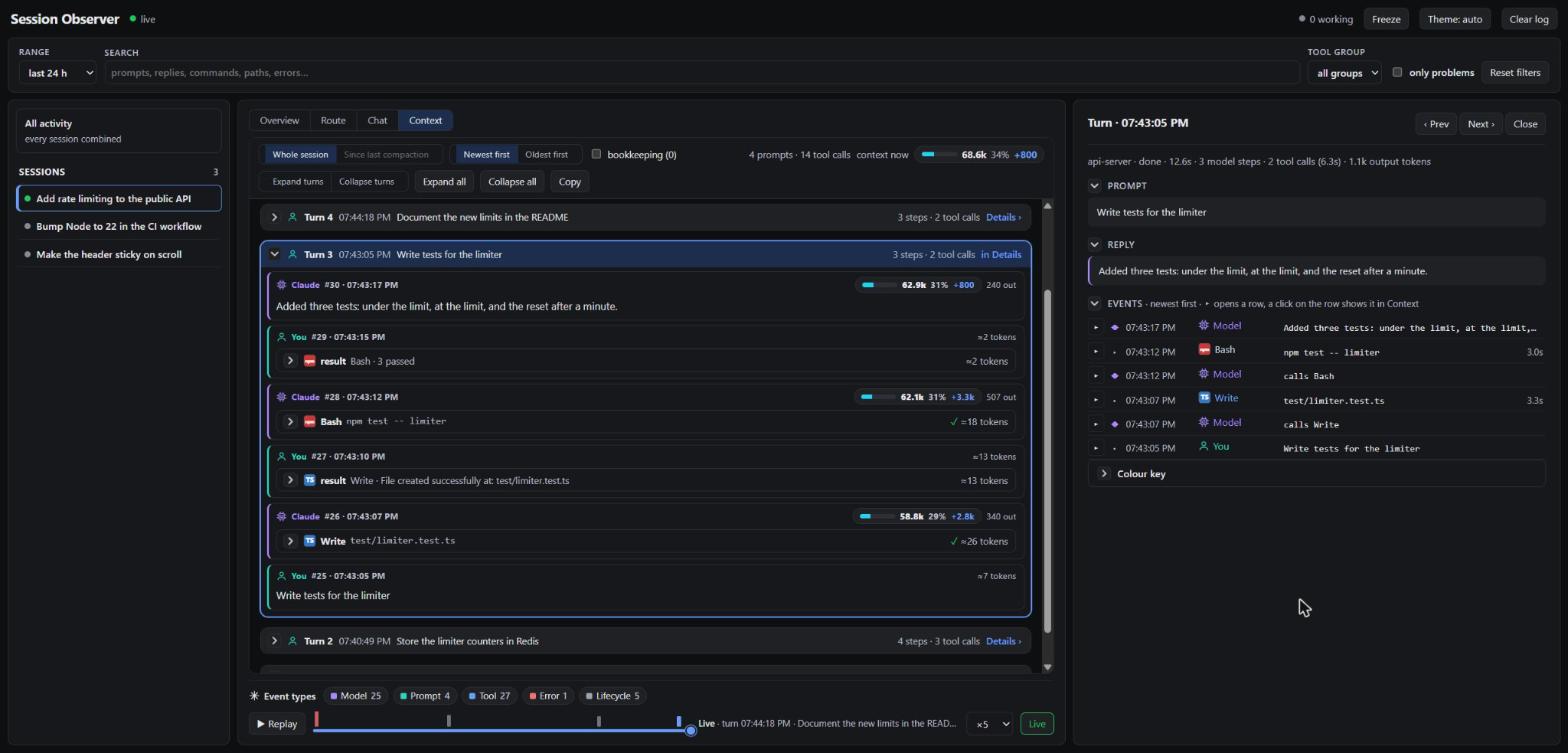 Session Observer live 0 working Freeze Theme: auto Clear log
RANGE SEARCH TOOL GROUP
last 24 h prompts, replies, commands, paths, errors... all groups only problems Reset filters
All activity
every session combined
SESSIONS 3
Add rate limiting to the public API
Bump Node to 22 in the CI workflow
Make the header sticky on scroll
Overview Route Chat Context
Whole session Since last compaction Newest first Oldest first bookkeeping (0) 4 prompts · 14 tool calls context now 68.6k 34% +800
Expand turns Collapse turns Expand all Collapse all Copy
Turn 4 07:44:18 PM Document the new limits in the README 3 steps · 2 tool calls Details ›
Turn 3 07:43:05 PM Write tests for the limiter 3 steps · 2 tool calls in Details
Claude #30 · 07:43:17 PM 62.9k 31% +800 240 out
Added three tests: under the limit, at the limit, and the reset after a minute.
You #29 · 07:43:15 PM ≈2 tokens
npm result Bash · 3 passed ≈2 tokens
Claude #28 · 07:43:12 PM 62.1k 31% +3.3k 507 out
npm Bash npm test -- limiter ✓ ≈18 tokens
You #27 · 07:43:10 PM ≈13 tokens
TS result Write · File created successfully at: test/limiter.test.ts ≈13 tokens
Claude #26 · 07:43:07 PM 58.8k 29% +2.8k 340 out
TS Write test/limiter.test.ts ✓ ≈26 tokens
You #25 · 07:43:05 PM ≈7 tokens
Write tests for the limiter
Turn 2 07:40:49 PM Store the limiter counters in Redis 4 steps · 3 tool calls Details ›
Event types Model 25 Prompt 4 Tool 27 Error 1 Lifecycle 5
▶ Replay Live · turn 07:44:18 PM · Document the new limits in the READ... ×5 Live
Turn · 07:43:05 PM ‹ Prev Next › Close
api-server · done · 12.6s · 3 model steps · 2 tool calls (6.3s) · 1.1k output tokens
PROMPT
Write tests for the limiter
REPLY
Added three tests: under the limit, at the limit, and the reset after a minute.
EVENTS · newest first · ▸ opens a row, a click on the row shows it in Context
07:43:17 PM Model Added three tests: under the limit, at the limit,...
07:43:12 PM npm Bash npm test -- limiter 3.0s
07:43:12 PM Model calls Bash
07:43:07 PM TS Write test/limiter.test.ts 3.3s
07:43:07 PM Model calls Write
07:43:05 PM You Write tests for the limiter
Colour key